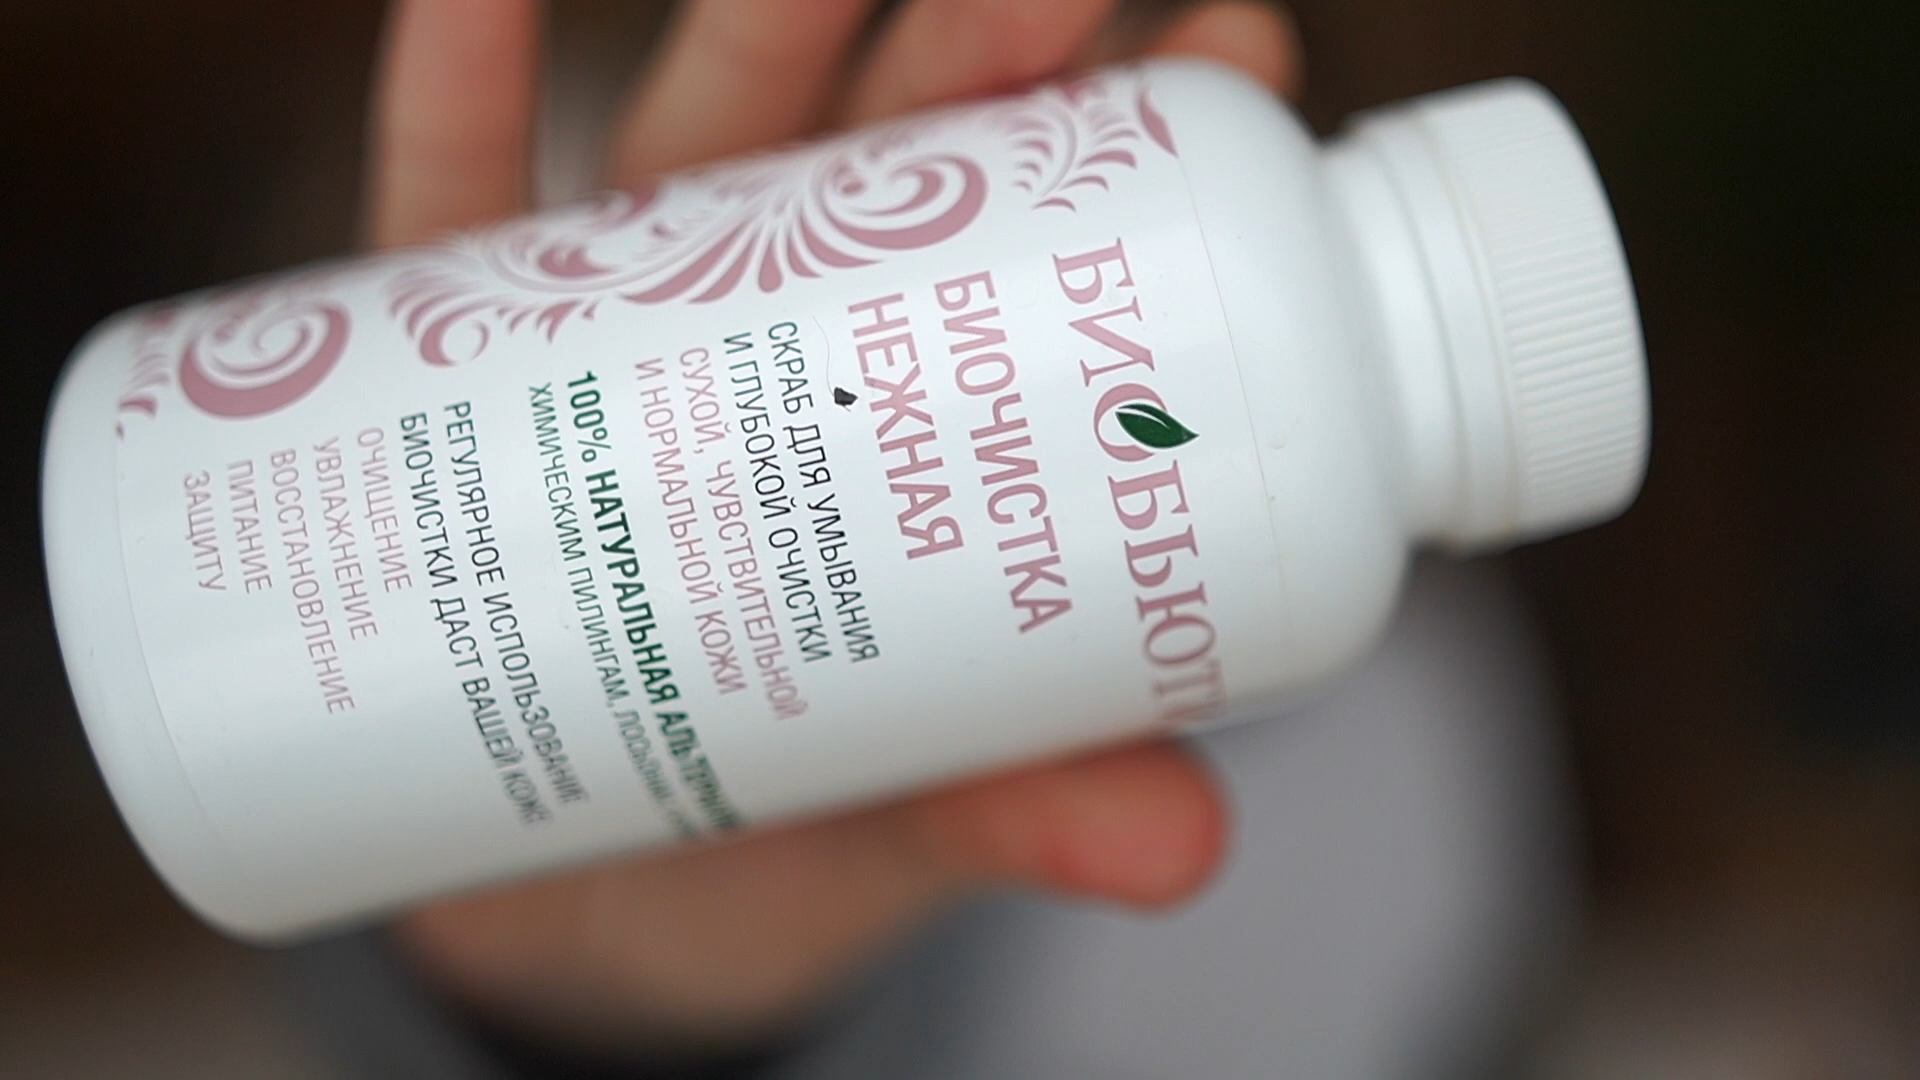 БИОБЬЮТИ
БИОЧИСТКА
НЕЖНАЯ
СКРАБ ДЛЯ УМЫВАНИЯ
И ГЛУБОКОЙ ОЧИСТКИ
СУХОЙ, ЧУВСТВИТЕЛЬНОЙ
И НОРМАЛЬНОЙ КОЖИ
100% НАТУРАЛЬНАЯ
ХИМИЧЕСКИМ ПИЛИНГАМ,
РЕГУЛЯРНОЕ ИСПОЛЬЗОВАНИЕ
БИОЧИСТКИ ДАСТ ВАШЕЙ КОЖЕ
ОЧИЩЕНИЕ
УВЛАЖНЕНИЕ
ВОССТАНОВЛЕНИЕ
ПИТАНИЕ
ЗАЩИТУ